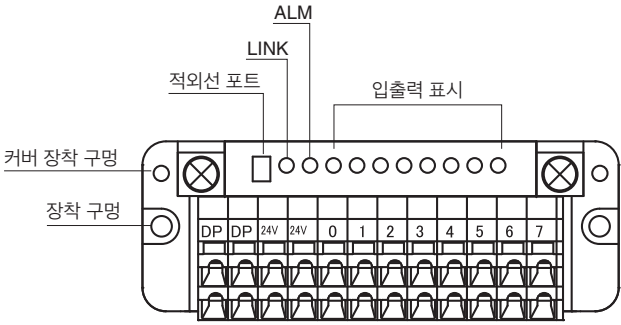 ALM
LINK
적외선 포트
입출력 표시
커버 장착 구멍
장착 구멍
DP DP 24V 24V 0 1 2 3 4 5 6 7